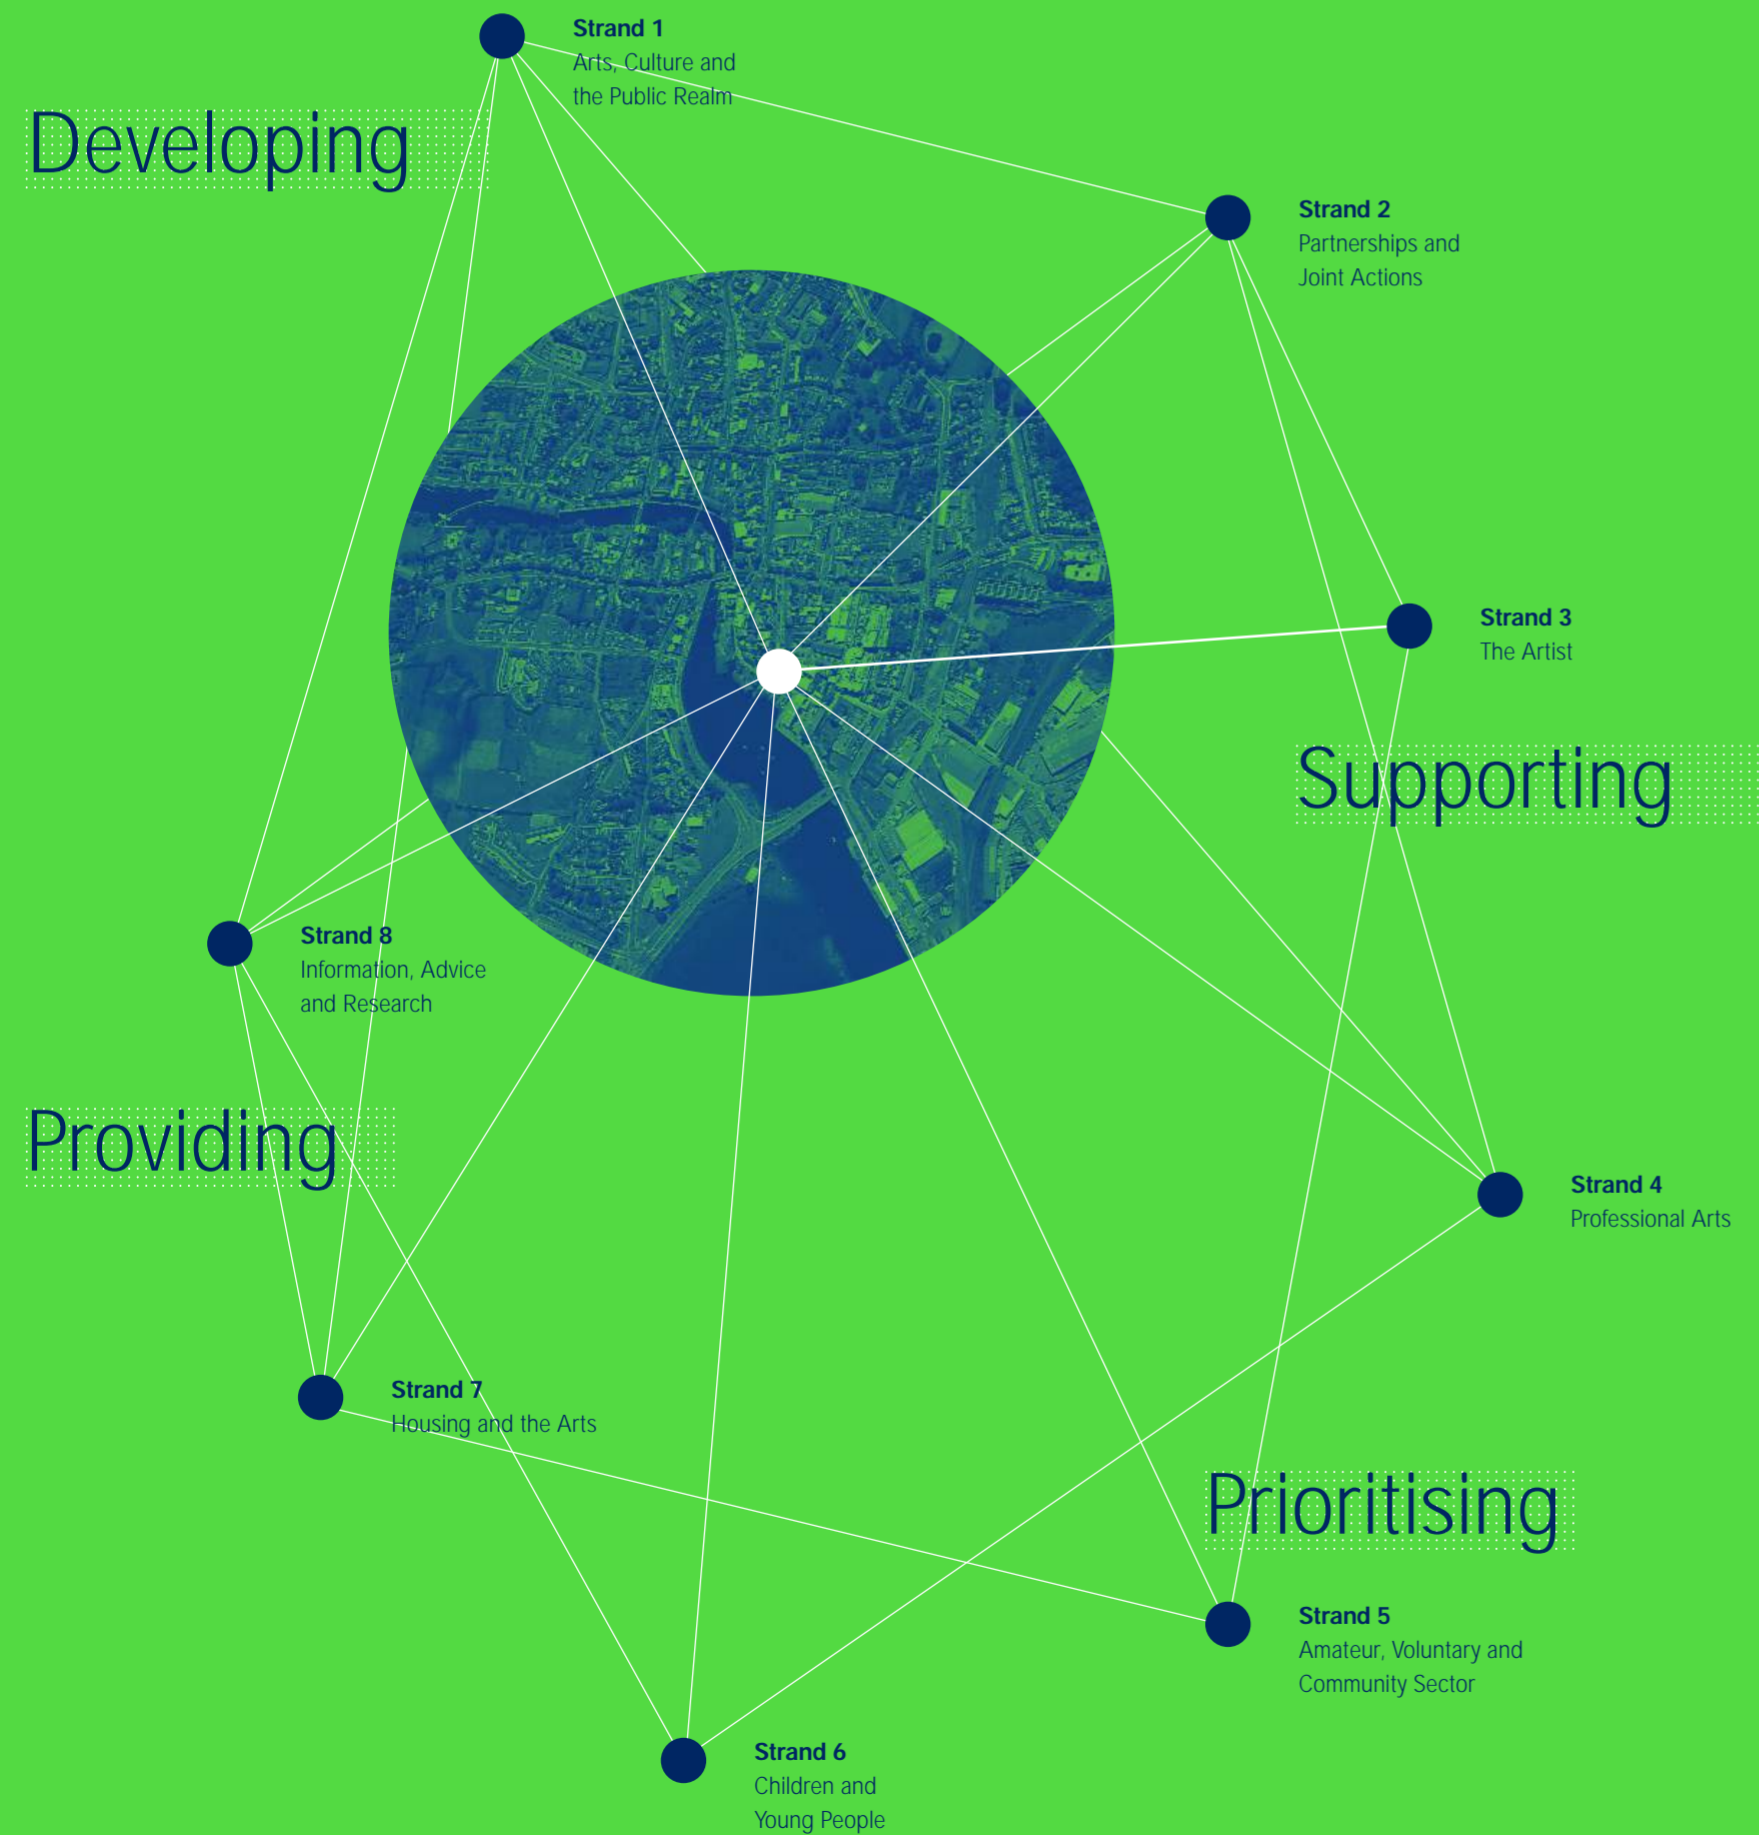 Strand 1
Arts, Culture and
the Public Realm
Developing
Strand 2
Partnerships and
Joint Actions
Strand 3
The Artist
Supporting
Strand 8
Information, Advice
and Research
Providing
Strand 4
Professional Arts
Strand 7
Housing and the Arts
Prioritising
Strand 5
Amateur, Voluntary and
Community Sector
Strand 6
Children and
Young People